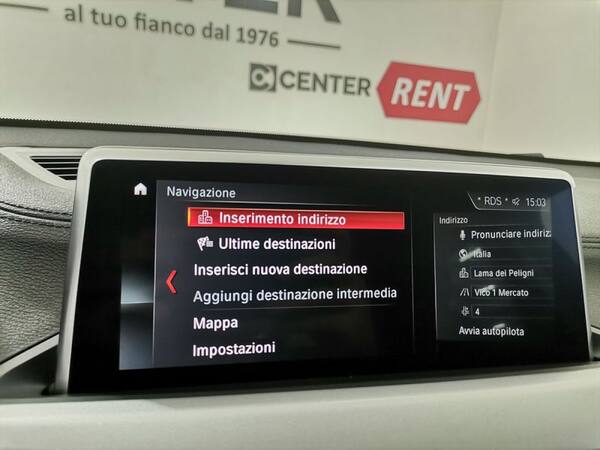 al tuo fianco dal 1976
CENTER RENT
Navigazione
Inserimento indirizzo
Ultime destinazioni
Inserisci nuova destinazione
Aggiungi destinazione intermedia
Mappa
Impostazioni
* RDS * 15:03
Indirizzo
Pronunciare indiriz
Italia
Lama dei Peligni
Vico 1 Mercato
4
Avvia autopilota